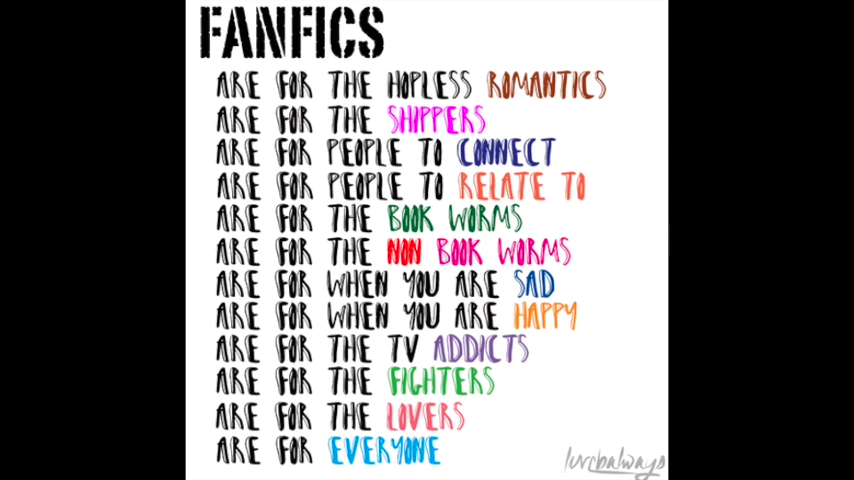 FANFICS
ARE FOR THE HOPLESS ROMANTICS
ARE FOR THE SHIPPERS
ARE FOR PEOPLE TO CONNECT
ARE FOR PEOPLE TO RELATE TO
ARE FOR THE BOOK WORMS
ARE FOR THE NON BOOK WORMS
ARE FOR WHEN YOU ARE SAD
ARE FOR WHEN YOU ARE HAPPY
ARE FOR THE TV ADDICTS
ARE FOR THE FIGHTERS
ARE FOR THE LOVERS
ARE FOR EVERYONE